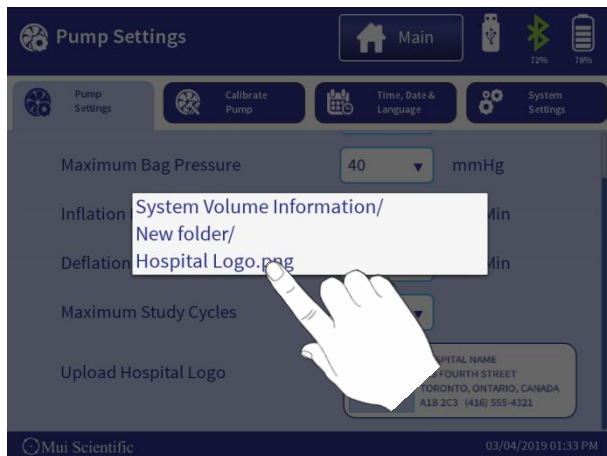 Pump Settings
Main
72%
78%
Pump
Settings
Calibrate
Pump
Time, Date &
Language
System
Settings
Maximum Bag Pressure
40
mmHg
Inflation
Min
System Volume Information/
New folder/
Hospital Logo.png
Deflation
Min
Maximum Study Cycles
Upload Hospital Logo
SPITAL NAME
FOURTH STREET
TORONTO, ONTARIO, CANADA
A1B 2C3 (416) 555-4321
Mui Scientific
03/04/2019 01:33 PM